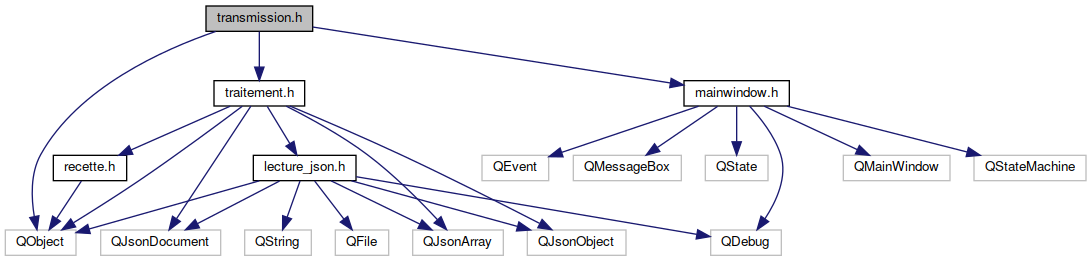 transmission.h
traitement.h
mainwindow.h
recette.h
lecture_json.h
QEvent
QMessageBox
QState
QMainWindow
QStateMachine
QObject
QJsonDocument
QString
QFile
QJsonArray
QJsonObject
QDebug